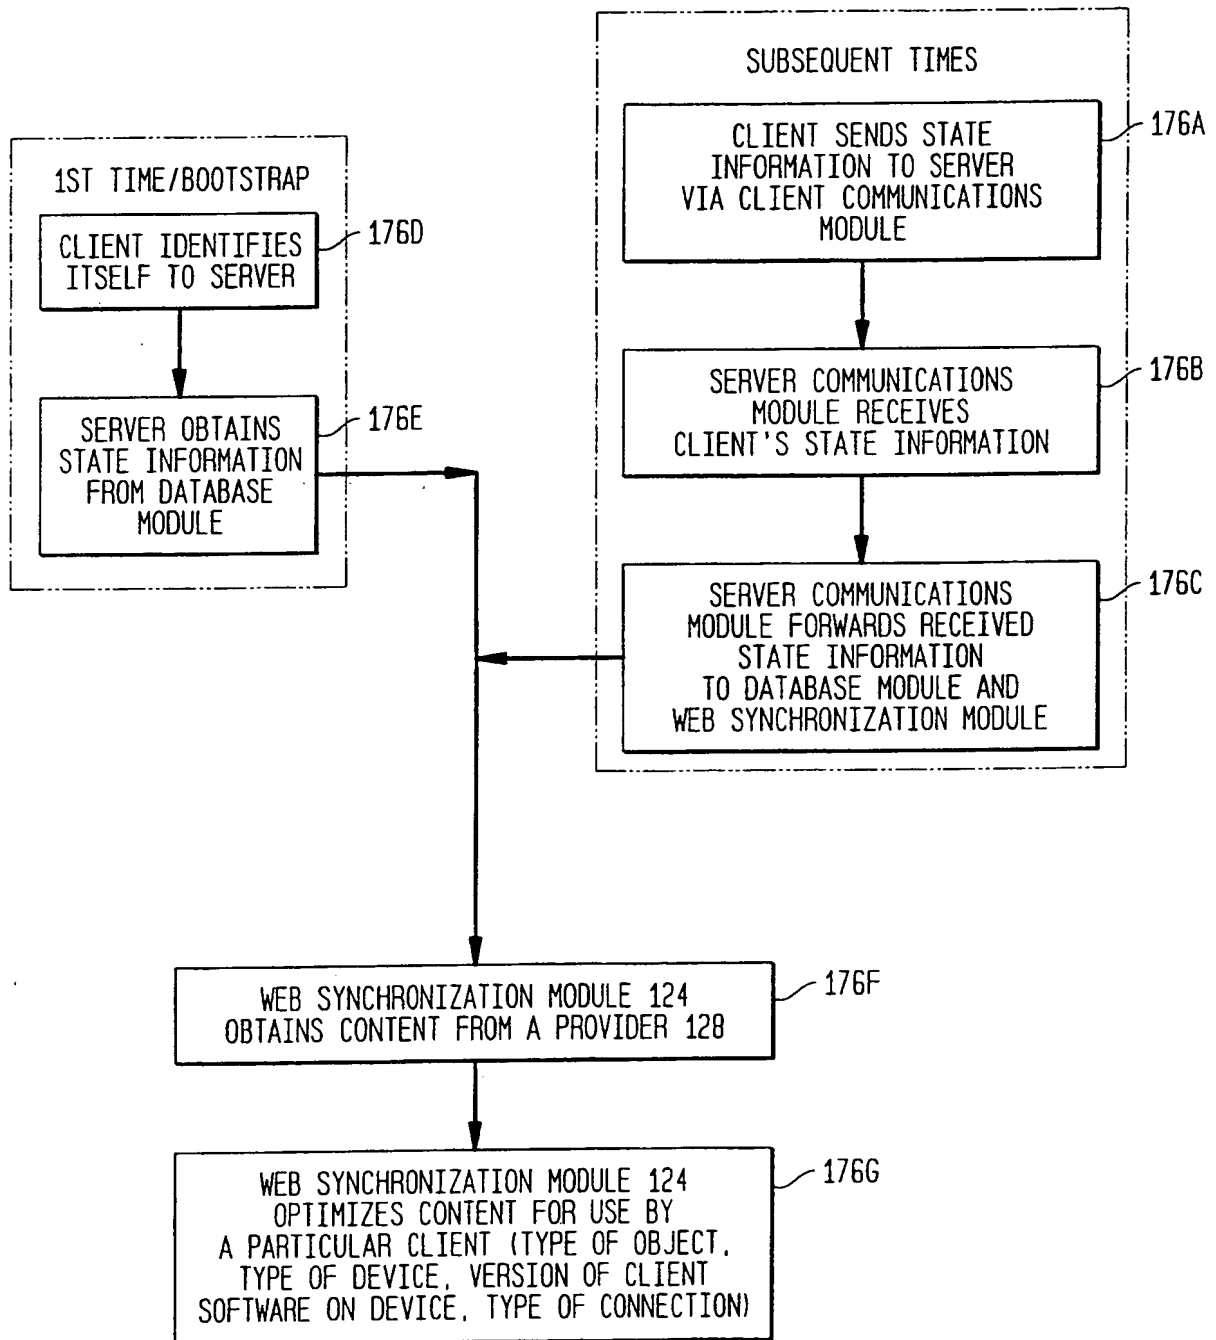 1ST TIME/BOOTSTRAP
CLIENT IDENTIFIES
ITSELF TO SERVER
176D
SERVER OBTAINS
STATE INFORMATION
FROM DATABASE
MODULE
176E
SUBSEQUENT TIMES
CLIENT SENDS STATE
INFORMATION TO SERVER
VIA CLIENT COMMUNICATIONS
MODULE
176A
SERVER COMMUNICATIONS
MODULE RECEIVES
CLIENT'S STATE INFORMATION
176B
SERVER COMMUNICATIONS
MODULE FORWARDS RECEIVED
STATE INFORMATION
TO DATABASE MODULE AND
WEB SYNCHRONIZATION MODULE
176C
WEB SYNCHRONIZATION MODULE 124
OBTAINS CONTENT FROM A PROVIDER 128
176F
WEB SYNCHRONIZATION MODULE 124
OPTIMIZES CONTENT FOR USE BY
A PARTICULAR CLIENT (TYPE OF OBJECT,
TYPE OF DEVICE, VERSION OF CLIENT
SOFTWARE ON DEVICE, TYPE OF CONNECTION)
176G